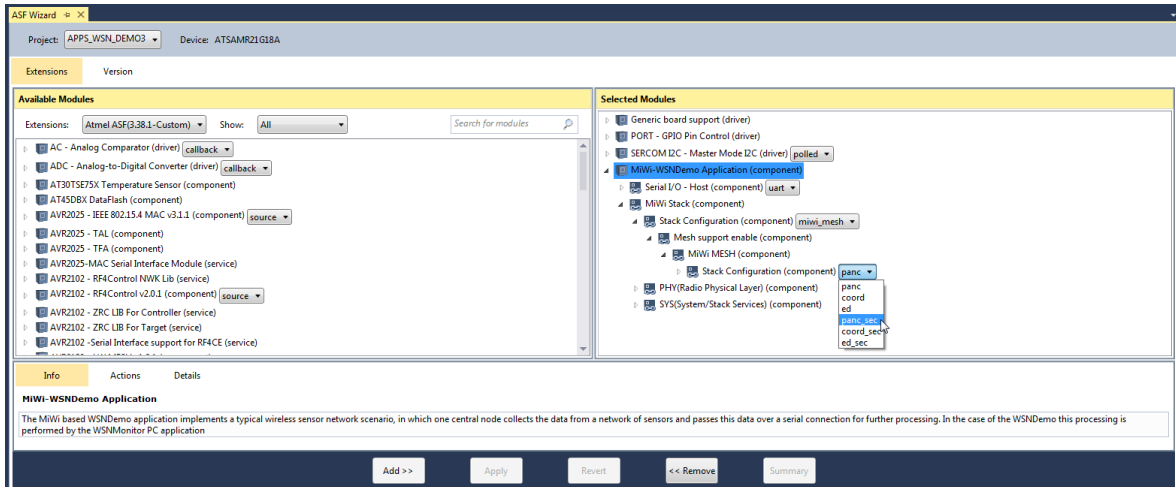 ASF Wizard
Project: APPS_WSN_DEMO3 Device: ATSAMR21G18A
Extensions Version
Available Modules
Extensions: Atmel ASF(3.38.1-Custom) Show: All Search for modules
AC - Analog Comparator (driver) callback
ADC - Analog-to-Digital Converter (driver) callback
AT30TSE75X Temperature Sensor (component)
AT45DBX DataFlash (component)
AVR2025 - IEEE 802.15.4 MAC v3.1.1 (component) source
AVR2025 - TAL (component)
AVR2025 - TFA (component)
AVR2025-MAC Serial Interface Module (service)
AVR2102 - RF4Control NWK Lib (service)
AVR2102 - RF4Control v2.0.1 (component) source
AVR2102 - ZRC LIB For Controller (service)
AVR2102 - ZRC LIB For Target (service)
AVR2102 -Serial Interface support for RF4CE (service)
Selected Modules
Generic board support (driver)
PORT - GPIO Pin Control (driver)
SERCOM I2C - Master Mode I2C (driver) polled
MiWi-WSNDemo Application (component)
Serial I/O - Host (component) uart
MiWi Stack (component)
Stack Configuration (component) miwi_mesh
Mesh support enable (component)
MiWi MESH (component)
Stack Configuration (component) panc
PHY(Radio Physical Layer) (component)
SYS(System/Stack Services) (component)
panc
coord
ed
panc_sec
coord_sec
ed_sec
Info Actions Details
MiWi-WSNDemo Application
The MiWi based WSNDemo application implements a typical wireless sensor network scenario, in which one central node collects the data from a network of sensors and passes this data over a serial connection for further processing. In the case of the WSNDemo this processing is
performed by the WSNMonitor PC application
Add >> Apply Revert << Remove Summary